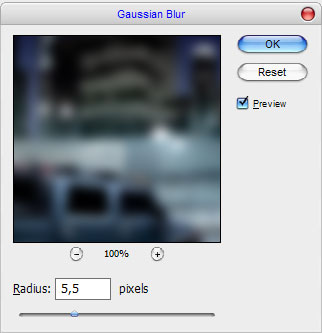 Gaussian Blur
OK
Reset
Preview
100%
Radius: 5,5 pixels